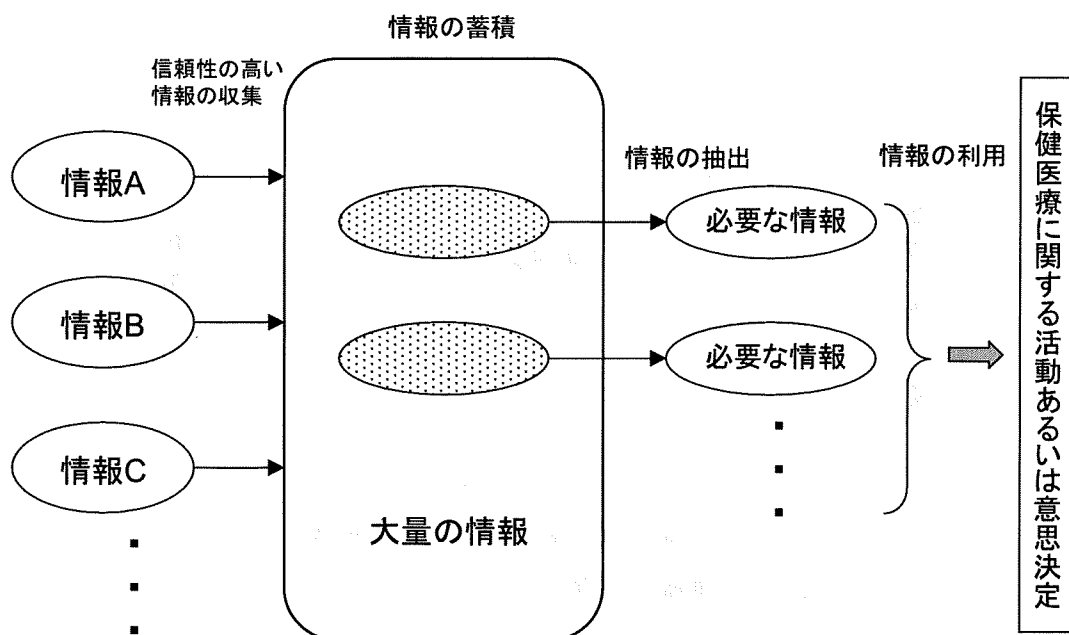 情報の蓄積
信頼性の高い
情報の収集
情報A
情報B
情報C
大量の情報
情報の抽出
必要な情報
必要な情報
情報の利用
保健医療に関する活動あるいは意思決定